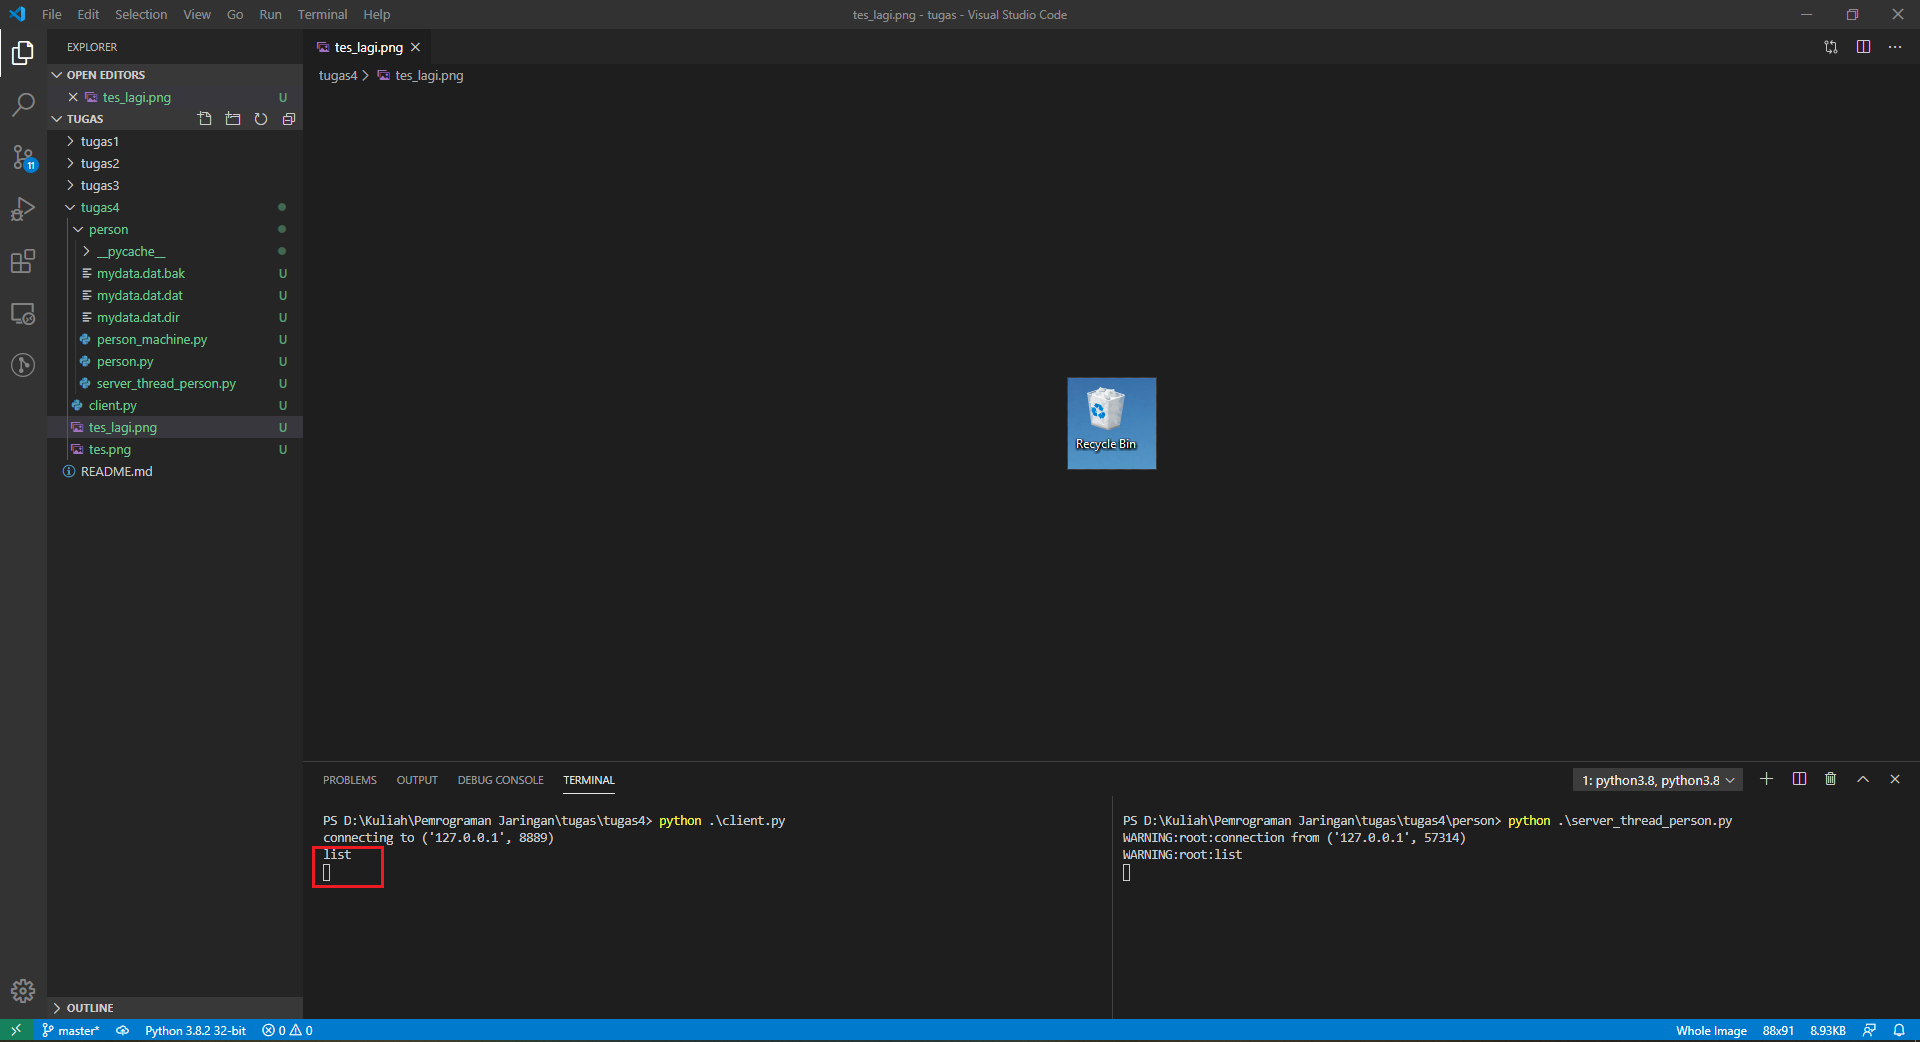 File Edit Selection View Go Run Terminal Help
tes_lagi.png - tugas - Visual Studio Code
EXPLORER
OPEN EDITORS
tes_lagi.png U
TUGAS
tugas1
tugas2
tugas3
tugas4
person
__pycache__
mydata.dat.bak U
mydata.dat.dat U
mydata.dat.dir U
person_machine.py U
person.py U
server_thread_person.py U
client.py U
tes_lagi.png U
tes.png U
README.md
OUTLINE
11
tes_lagi.png
tugas4 > tes_lagi.png
Recycle Bin
PROBLEMS OUTPUT DEBUG CONSOLE TERMINAL
1: python3.8, python3.8
PS D:\Kuliah\Pemrograman Jaringan\tugas\tugas4> python .\client.py
connecting to ('127.0.0.1', 8889)
list
PS D:\Kuliah\Pemrograman Jaringan\tugas\tugas4\person> python .\server_thread_person.py
WARNING:root:connection from ('127.0.0.1', 57314)
WARNING:root:list
master* Python 3.8.2 32-bit 0 0
Whole Image 88x91 8.93KB